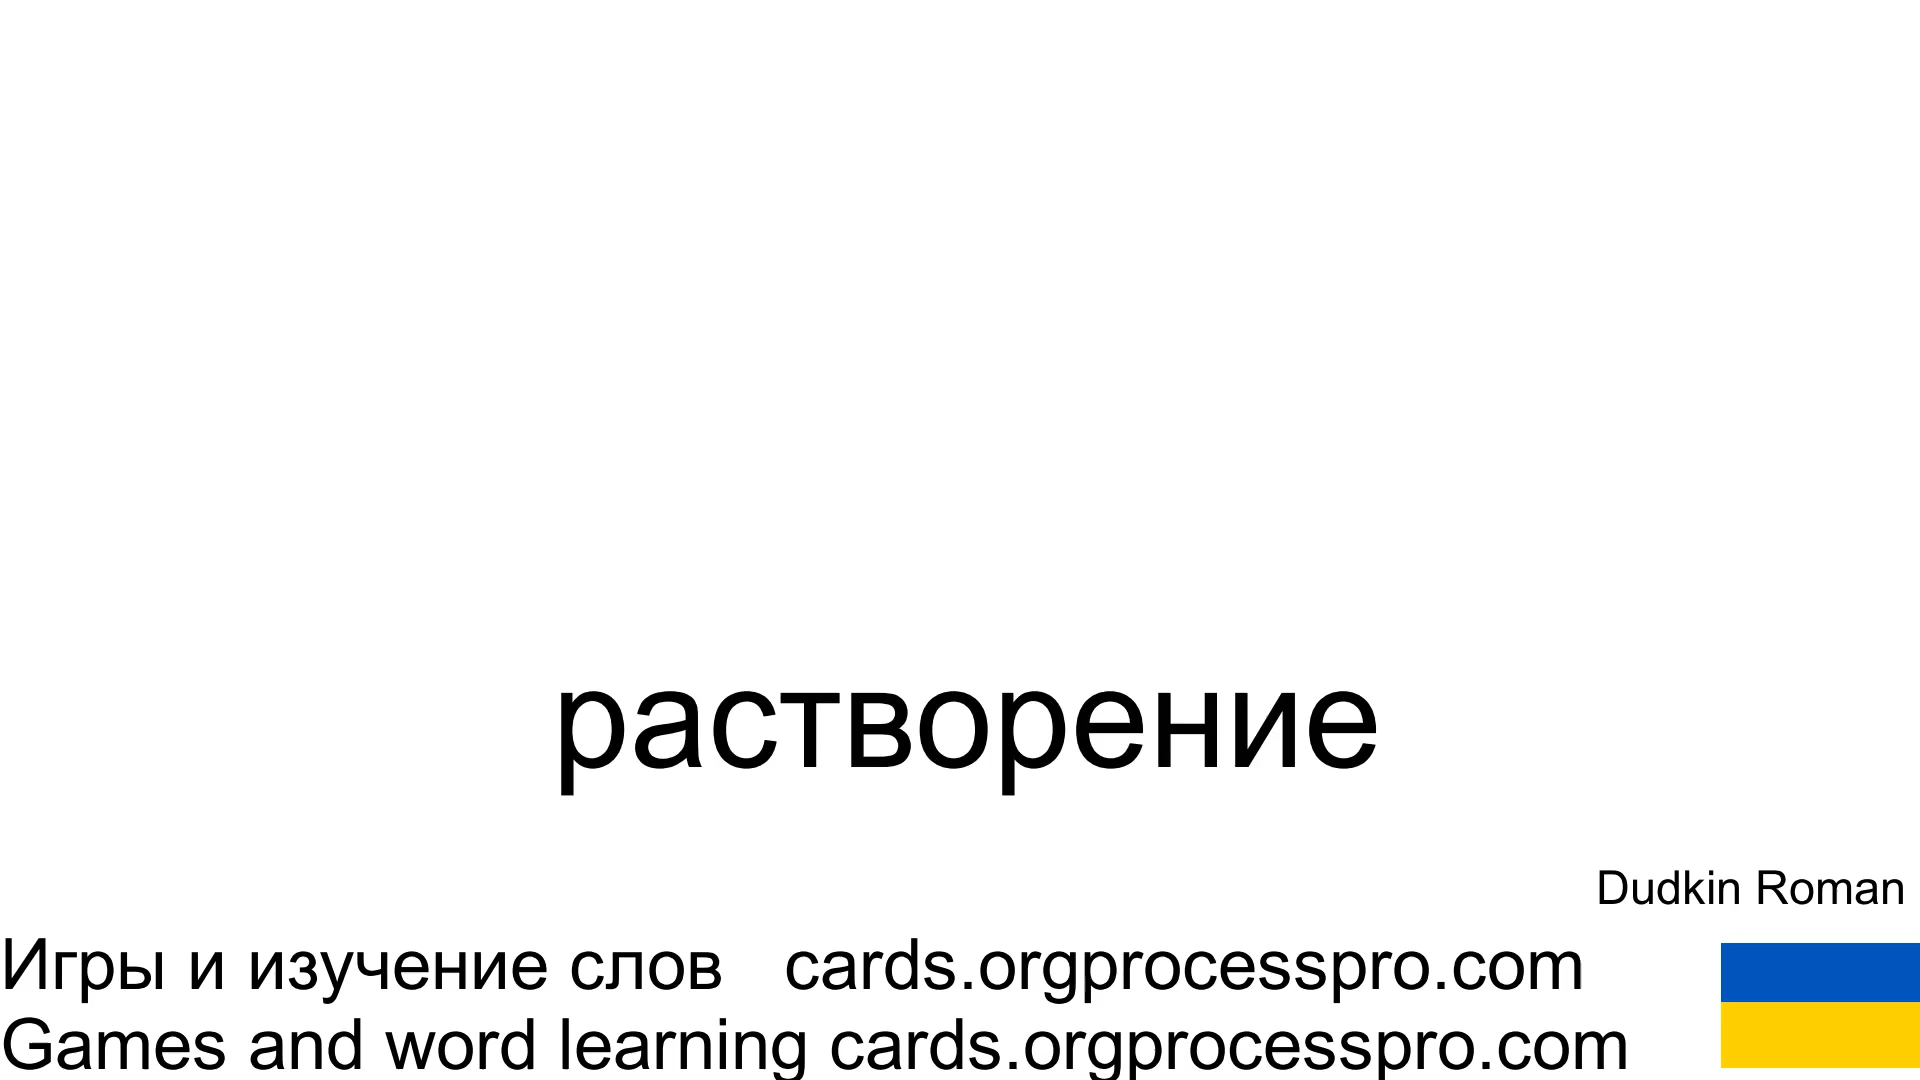 растворение
Dudkin Roman
Игры и изучение слов cards.orgprocesspro.com
Games and word learning cards.orgprocesspro.com